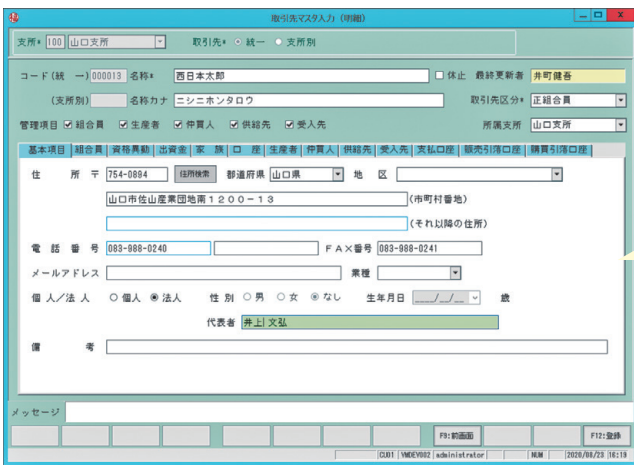 取引先マスタ入力 (明細)
支所* 100 山口支所 取引先* 統一 支所別
コード(統 一) 000013 名称* 西日本太郎 休止 最終更新者 井町健吾
(支所別) 名称カナ ニシニホンタロウ 取引先区分* 正組合員
管理項目 組合員 生産者 仲買人 供給先 受入先 所属支所 山口支所
基本項目 組合員 資格異動 出資金 家 族 口 座 生産者 仲買人 供給先 受入先 支払口座 販売引落口座 購買引落口座
住 所 〒 754-0894 住所検索 都道府県 山口県 地 区
山口市佐山産業団地南1200-13 (市町村番地)
(それ以降の住所)
電 話 番 号 083-988-0240 FAX番号 083-988-0241
メールアドレス 業種
個 人/法 人 個人 法人 性 別 男 女 なし 生年月日 __/__/__ 歳
代表者 井上 文弘
備 考
メッセージ
F9:前画面 F12:登録
CU01 VMDEV002 administrator NUM 2020/08/23 16:19